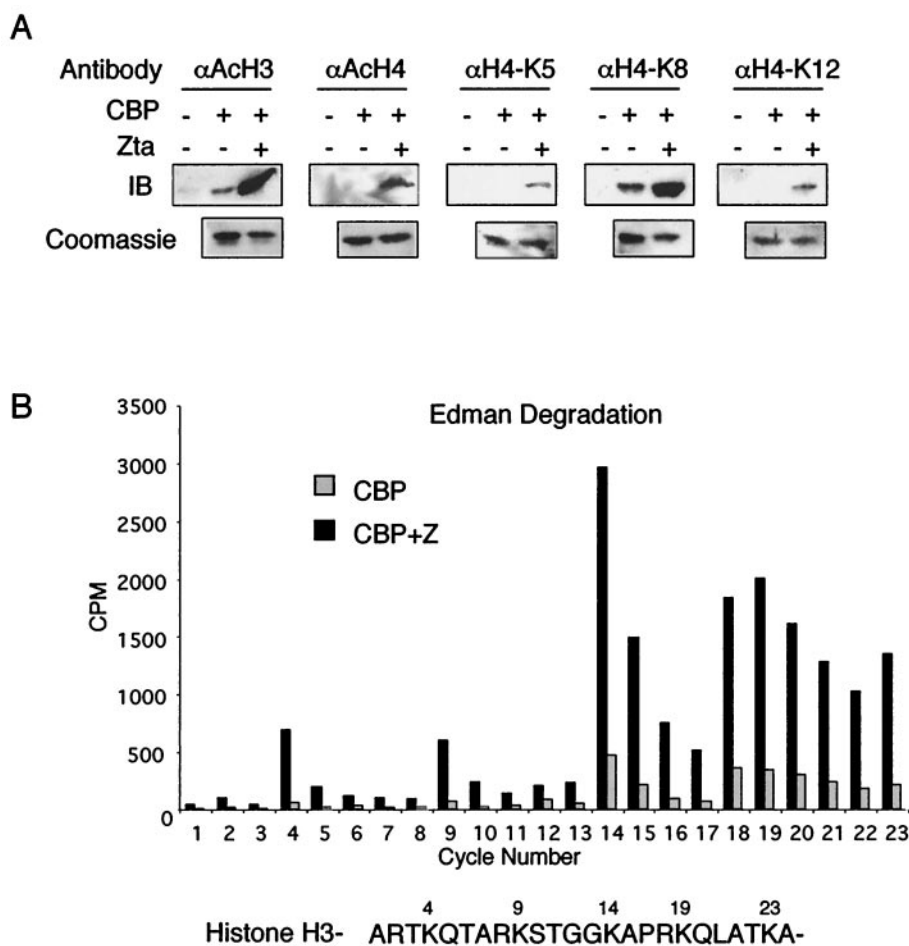 A
Antibody αAcH3 αAcH4 αH4-K5 αH4-K8 αH4-K12
CBP - + + - + + - + + - + + - + +
Zta - - + - - + - - + - - + - - +
IB
Coomassie
B
Edman Degradation
CBP
CBP+Z
CPM
3500
3000
2500
2000
1500
1000
500
0
1 2 3 4 5 6 7 8 9 10 11 12 13 14 15 16 17 18 19 20 21 22 23
Cycle Number
4 9 14 19 23
Histone H3- ARTKQTARKSTGGKAPRKQLATKA-